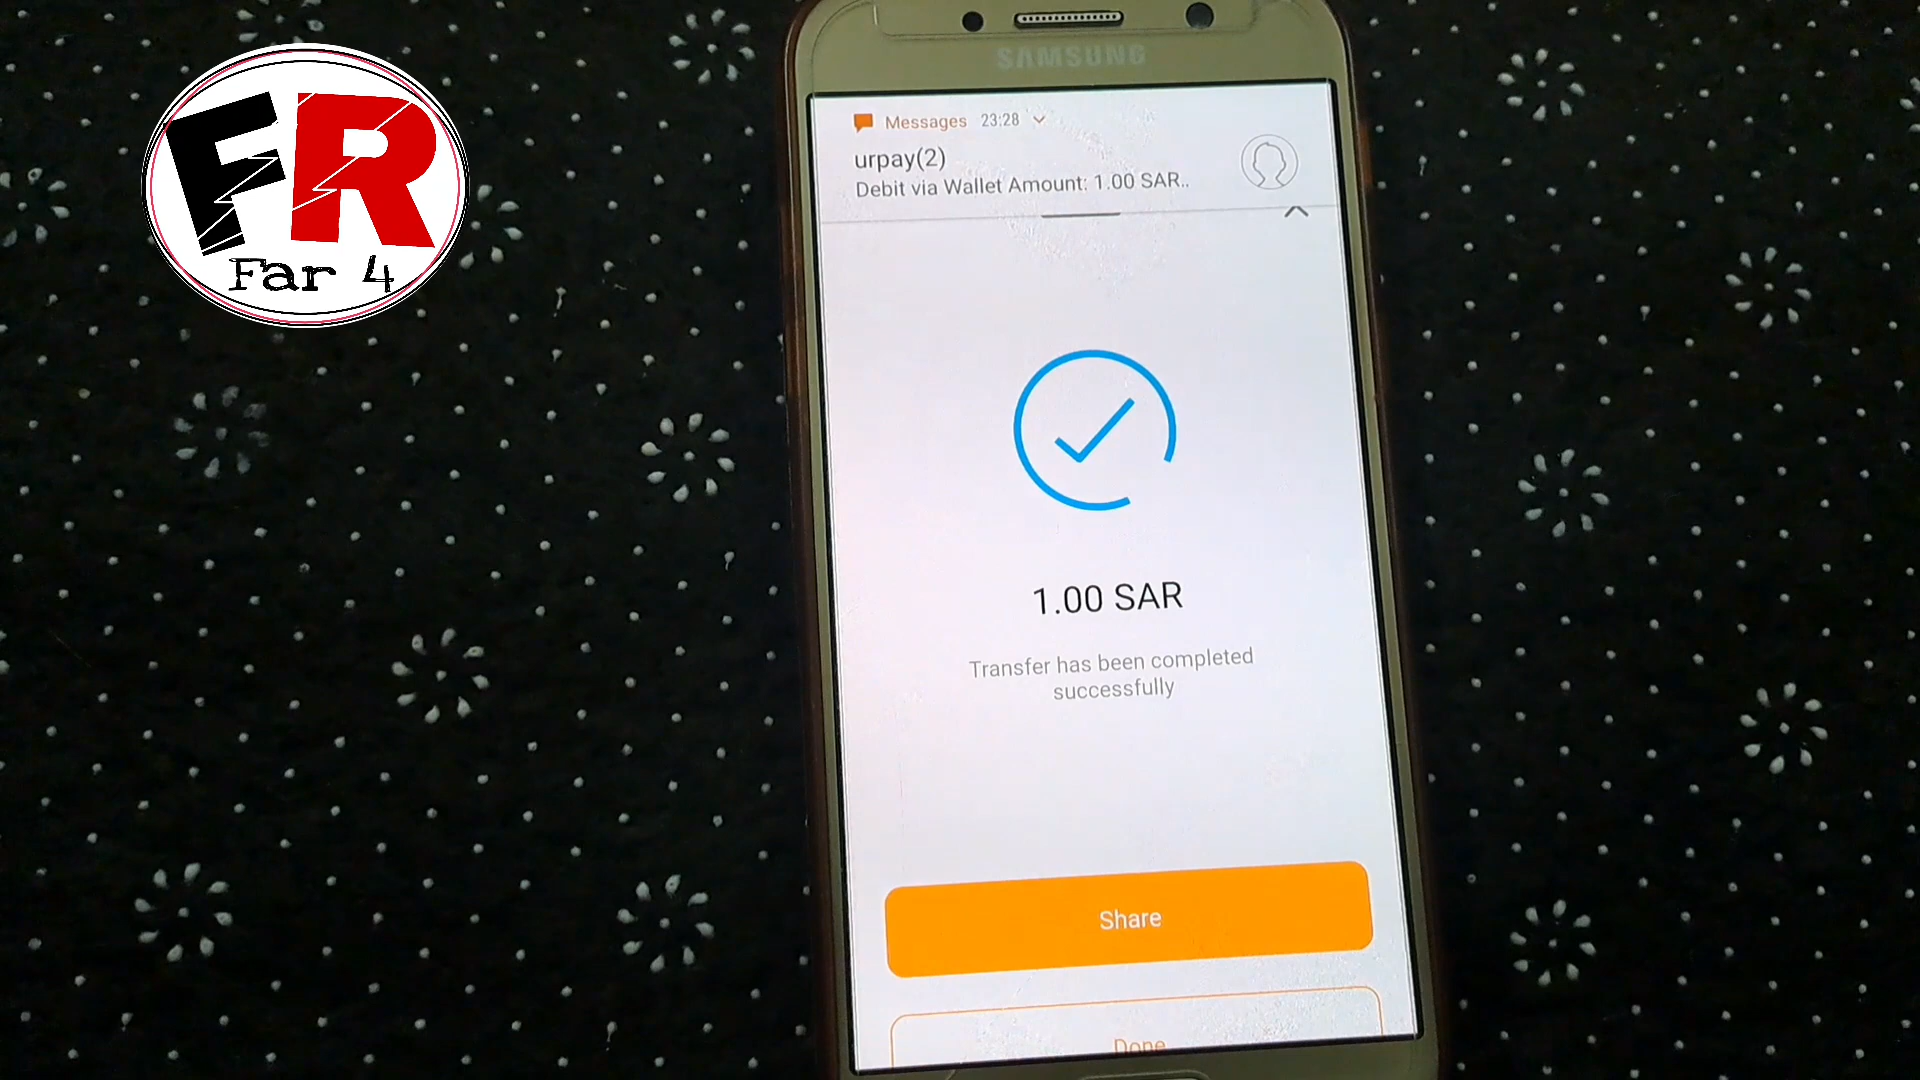 FR
Far 4
SAMSUNG
Messages 23:28
urpay(2)
Debit via Wallet Amount: 1.00 SAR..
1.00 SAR
Transfer has been completed
successfully
Share
Done